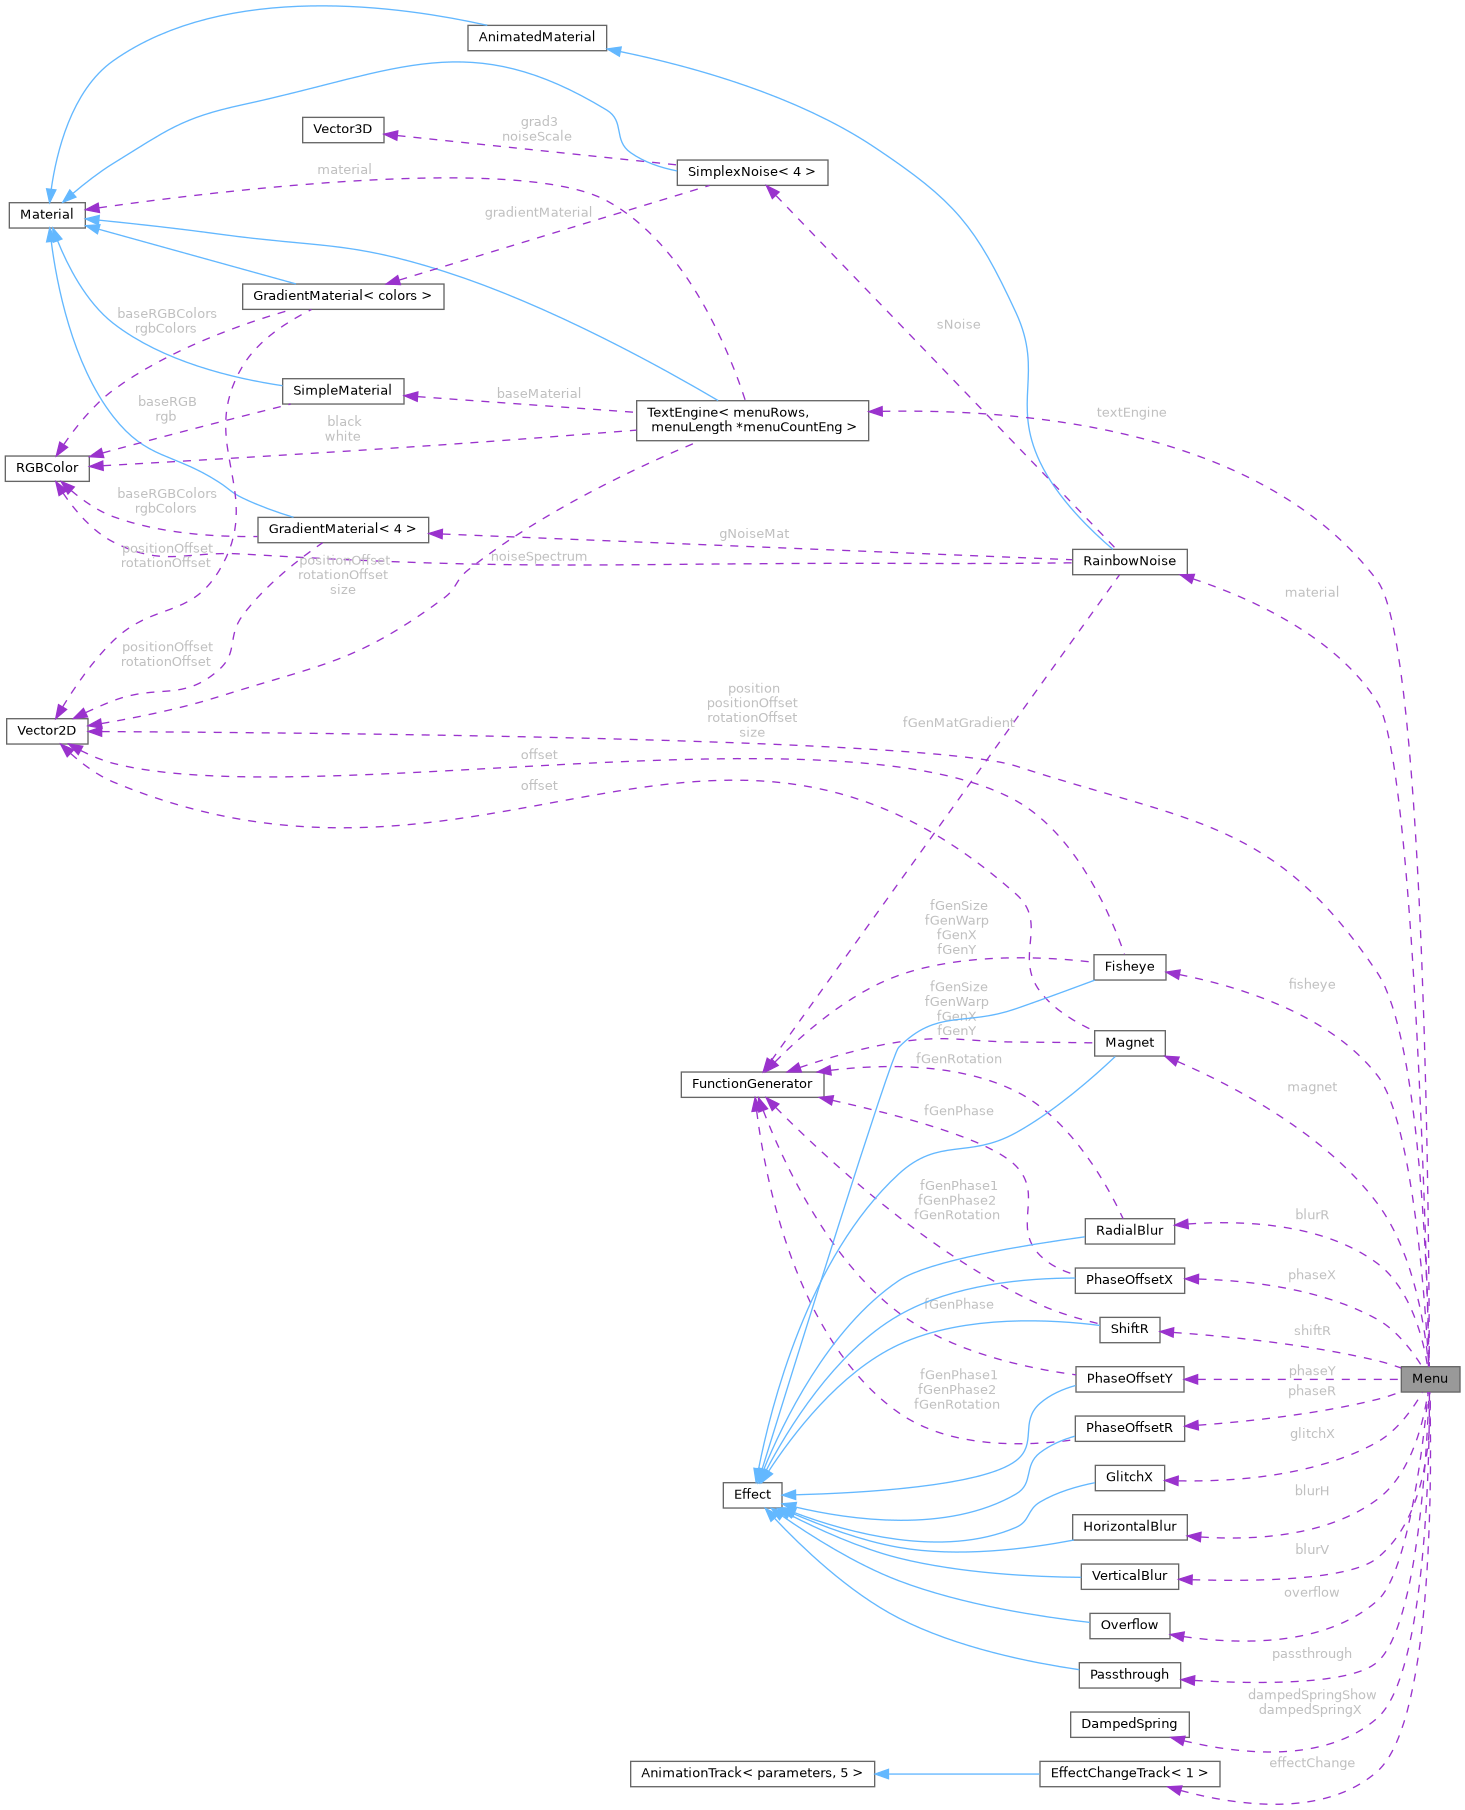 AnimatedMaterial
Vector3D
grad3
noiseScale
SimplexNoise< 4 >
material
Material
gradientMaterial
GradientMaterial< colors >
baseRGBColors
rgbColors
sNoise
SimpleMaterial
baseMaterial
baseRGB
rgb
TextEngine< menuRows,
menuLength *menuCountEng >
textEngine
black
white
RGBColor
baseRGBColors
rgbColors
GradientMaterial< 4 >
gNoiseMat
positionOffset
rotationOffset
positionOffset
rotationOffset
size
noiseSpectrum
RainbowNoise
material
positionOffset
rotationOffset
position
positionOffset
rotationOffset
size
fGenMatGradient
Vector2D
offset
offset
fGenSize
fGenWarp
fGenX
fGenY
Fisheye
fisheye
fGenSize
fGenWarp
fGenX
fGenY
Magnet
magnet
fGenRotation
FunctionGenerator
fGenPhase
fGenPhase1
fGenPhase2
fGenRotation
RadialBlur
blurR
PhaseOffsetX
phaseX
fGenPhase
ShiftR
shiftR
PhaseOffsetY
phaseY
Menu
phaseR
fGenPhase1
fGenPhase2
fGenRotation
PhaseOffsetR
glitchX
GlitchX
Effect
blurH
HorizontalBlur
blurV
VerticalBlur
overflow
Overflow
passthrough
Passthrough
dampedSpringShow
dampedSpringX
DampedSpring
effectChange
AnimationTrack< parameters, 5 >
EffectChangeTrack< 1 >